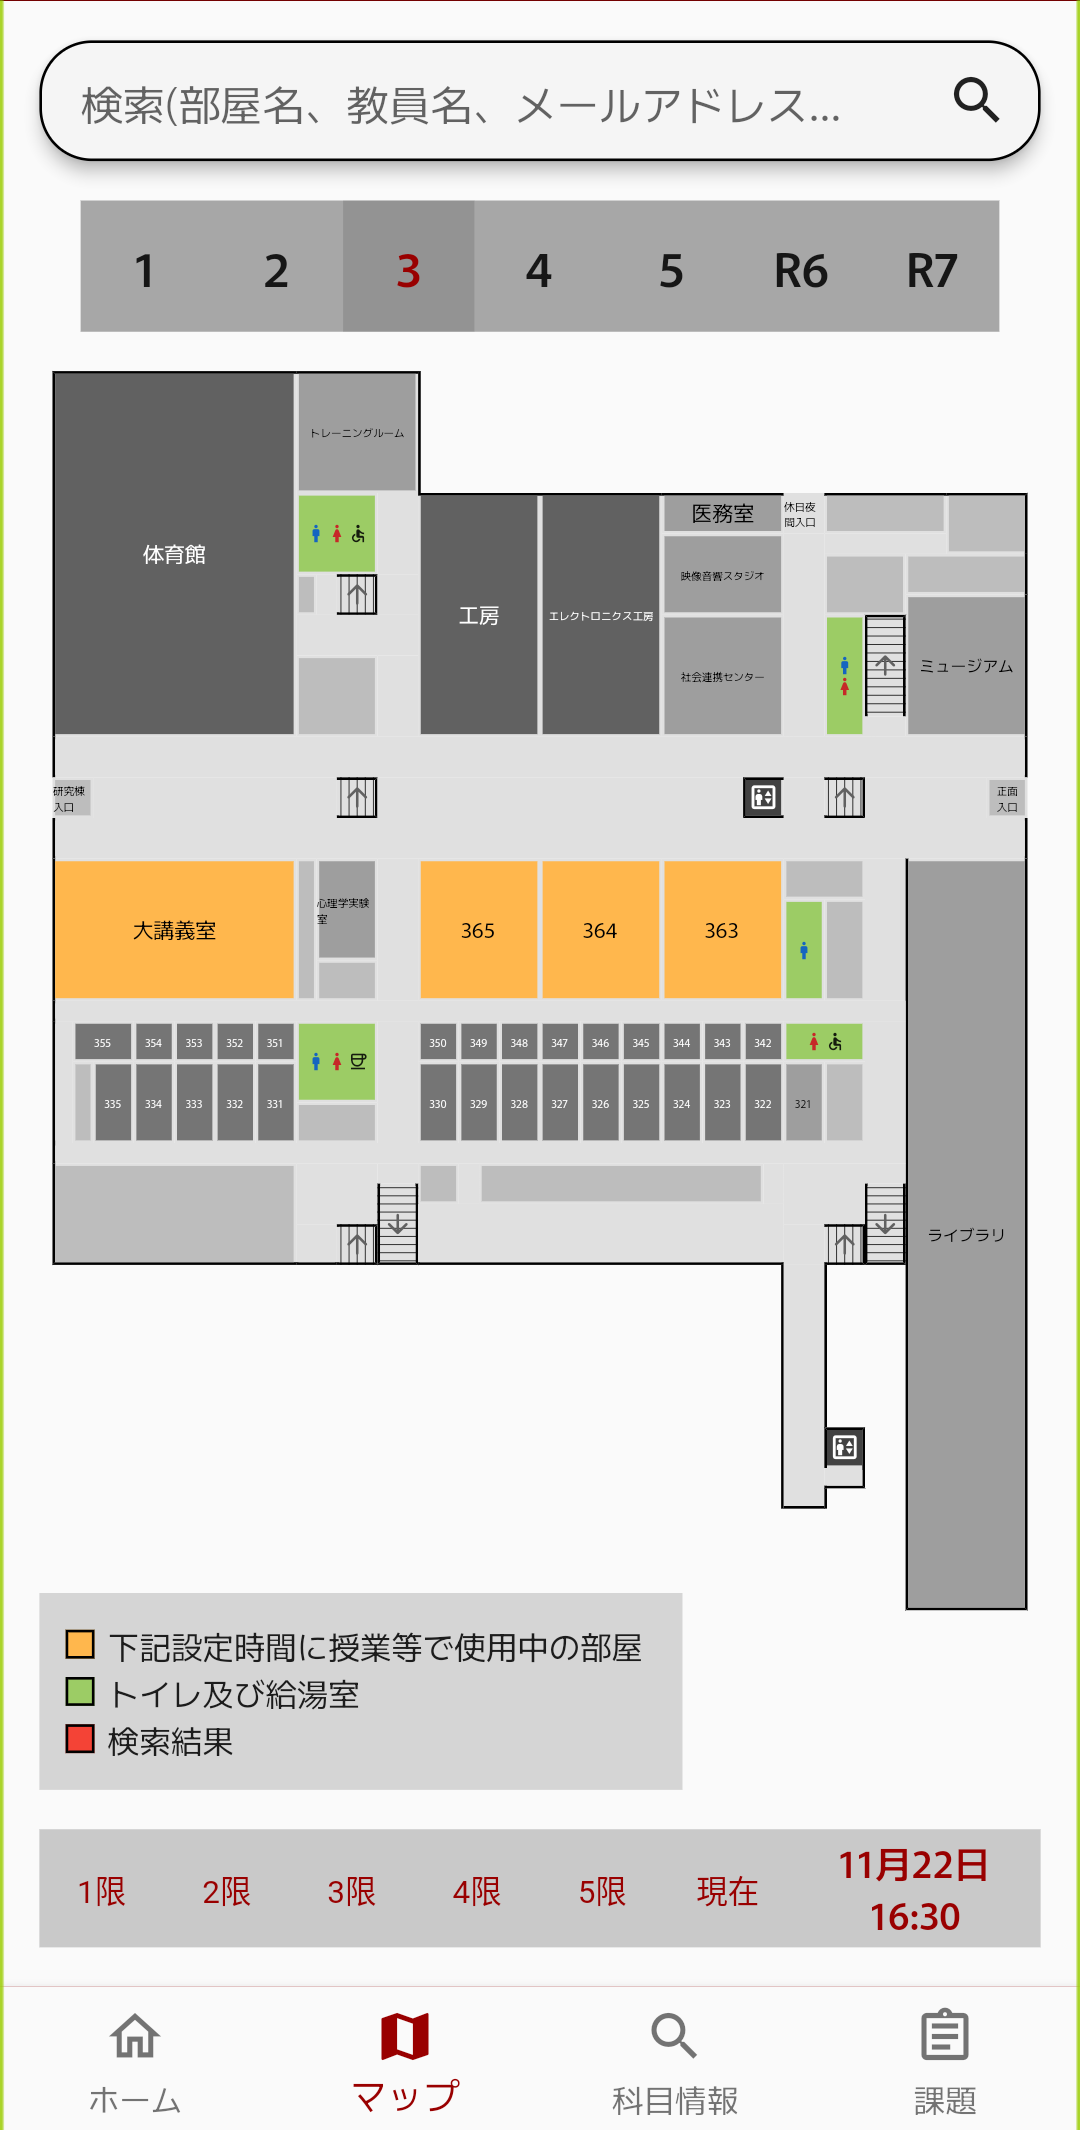 検索(部屋名、教員名、メールアドレス...
1 2 3 4 5 R6 R7
トレーニングルーム
体育館
工房
エレクトロニクス工房
医務室
休日夜
間入口
映像音響スタジオ
社会連携センター
ミュージアム
研究棟
入口
正面
入口
大講義室
心理学実験
室
365 364 363
355 354 353 352 351 350 349 348 347 346 345 344 343 342
335 334 333 332 331 330 329 328 327 326 325 324 323 322 321
ライブラリ
下記設定時間に授業等で使用中の部屋
トイレ及び給湯室
検索結果
1限 2限 3限 4限 5限 現在
11月22日
16:30
ホーム マップ 科目情報 課題